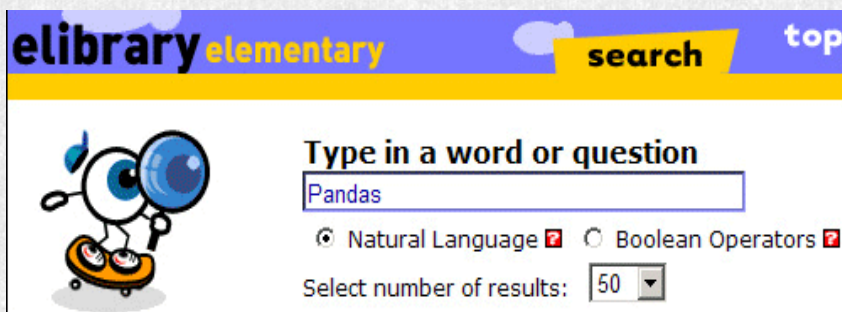 elibrary elementary search top
Type in a word or question
Pandas
Natural Language ? Boolean Operators ?
Select number of results: 50